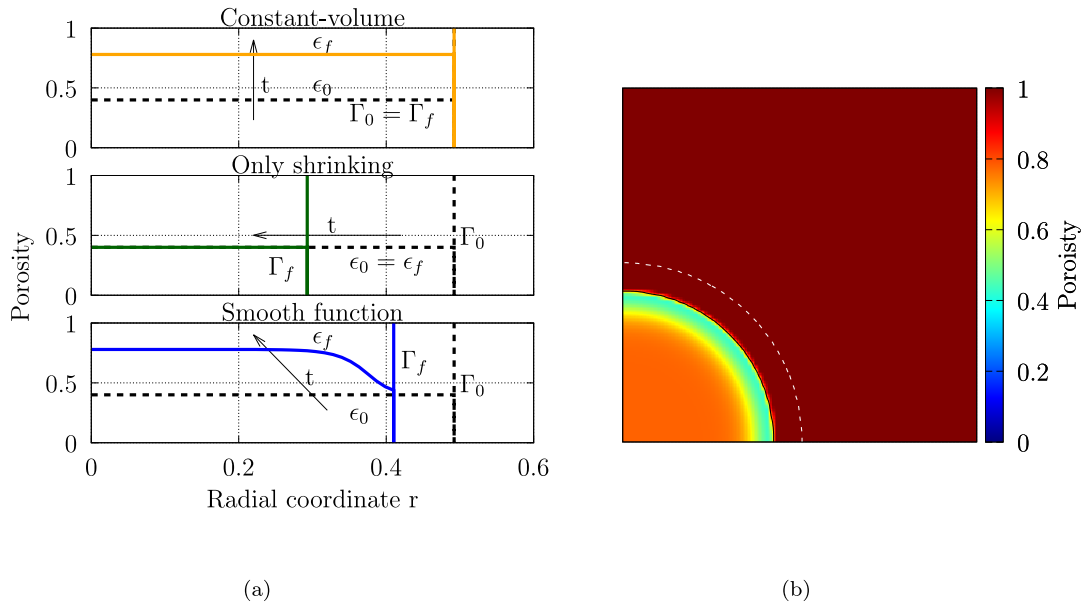 Constant-volume
1
0.5
0
ϵ_f
t
ϵ_0
Γ_0 = Γ_f
Only shrinking
1
0.5
0
t
Γ_0
Γ_f
ϵ_0 = ϵ_f
Porosity
Smooth function
1
0.5
0
ϵ_f
Γ_f
t
Γ_0
ϵ_0
0 0.2 0.4 0.6
Radial coordinate r
(a)
1
0.8
0.6
0.4
0.2
0
Poroisty
(b)